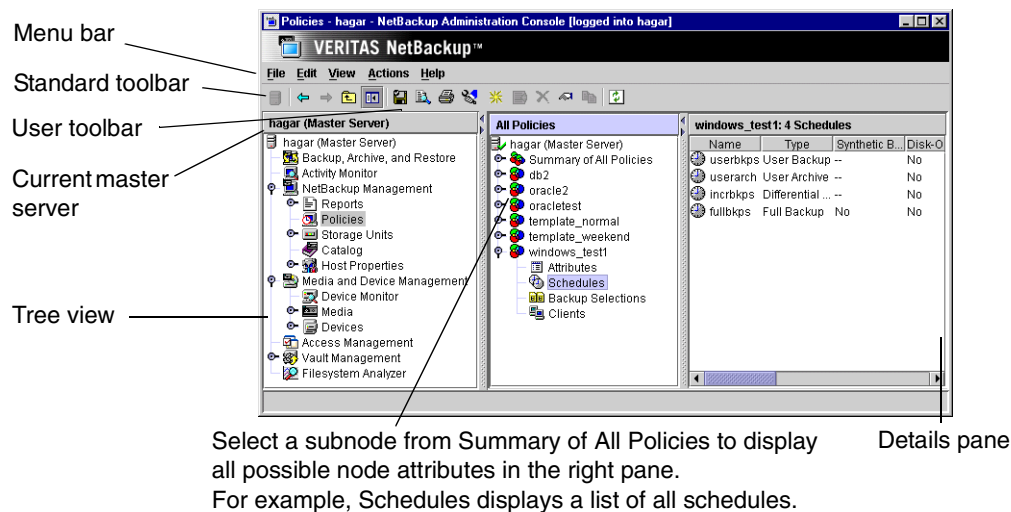 Policies - hagar - NetBackup Administration Console [logged into hagar]
VERITAS NetBackup™
File Edit View Actions Help
Menu bar
Standard toolbar
User toolbar
Current master
server
Tree view
hagar (Master Server)
hagar (Master Server)
Backup, Archive, and Restore
Activity Monitor
NetBackup Management
Reports
Policies
Storage Units
Catalog
Host Properties
Media and Device Management
Device Monitor
Media
Devices
Access Management
Vault Management
Filesystem Analyzer
All Policies
hagar (Master Server)
Summary of All Policies
db2
oracle2
oracletest
template_normal
template_weekend
windows_test1
Attributes
Schedules
Backup Selections
Clients
windows_test1: 4 Schedules
Name Type Synthetic B... Disk-O
userbkps User Backup -- No
userarch User Archive -- No
incrbkps Differential ... -- No
fullbkps Full Backup No No
Select a subnode from Summary of All Policies to display
all possible node attributes in the right pane.
For example, Schedules displays a list of all schedules.
Details pane